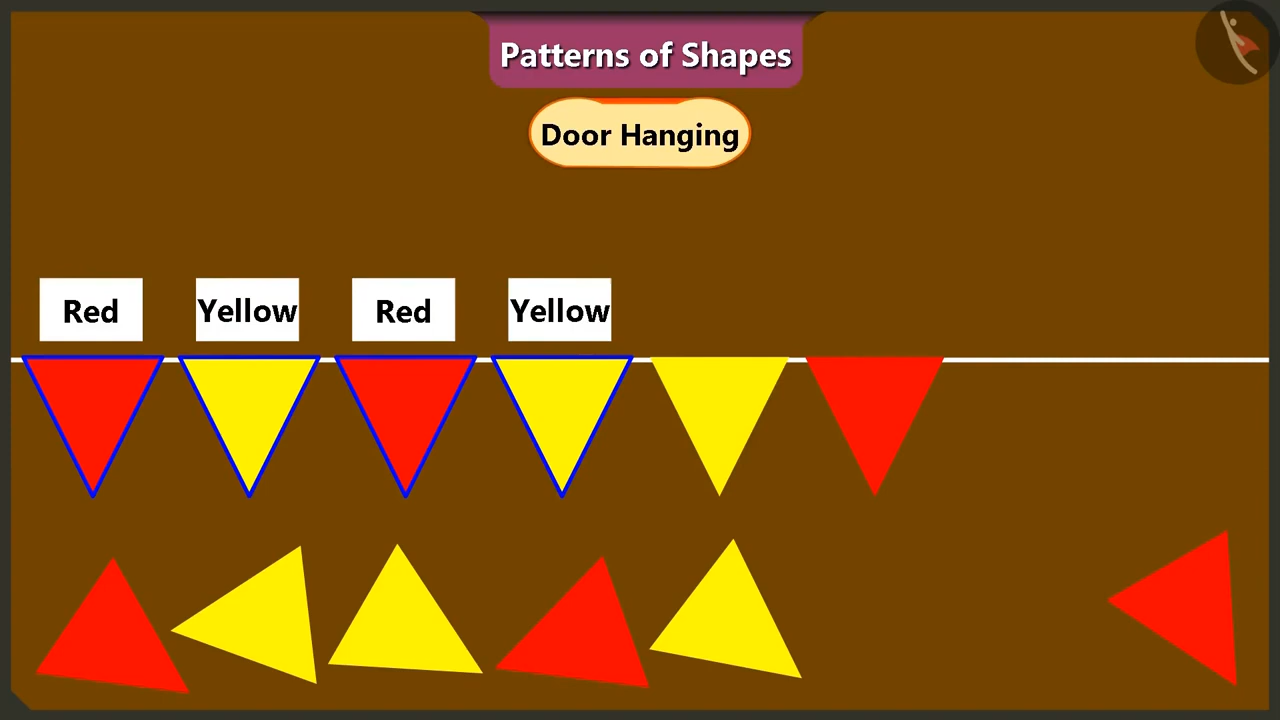 Patterns of Shapes
Door Hanging
Red Yellow Red Yellow